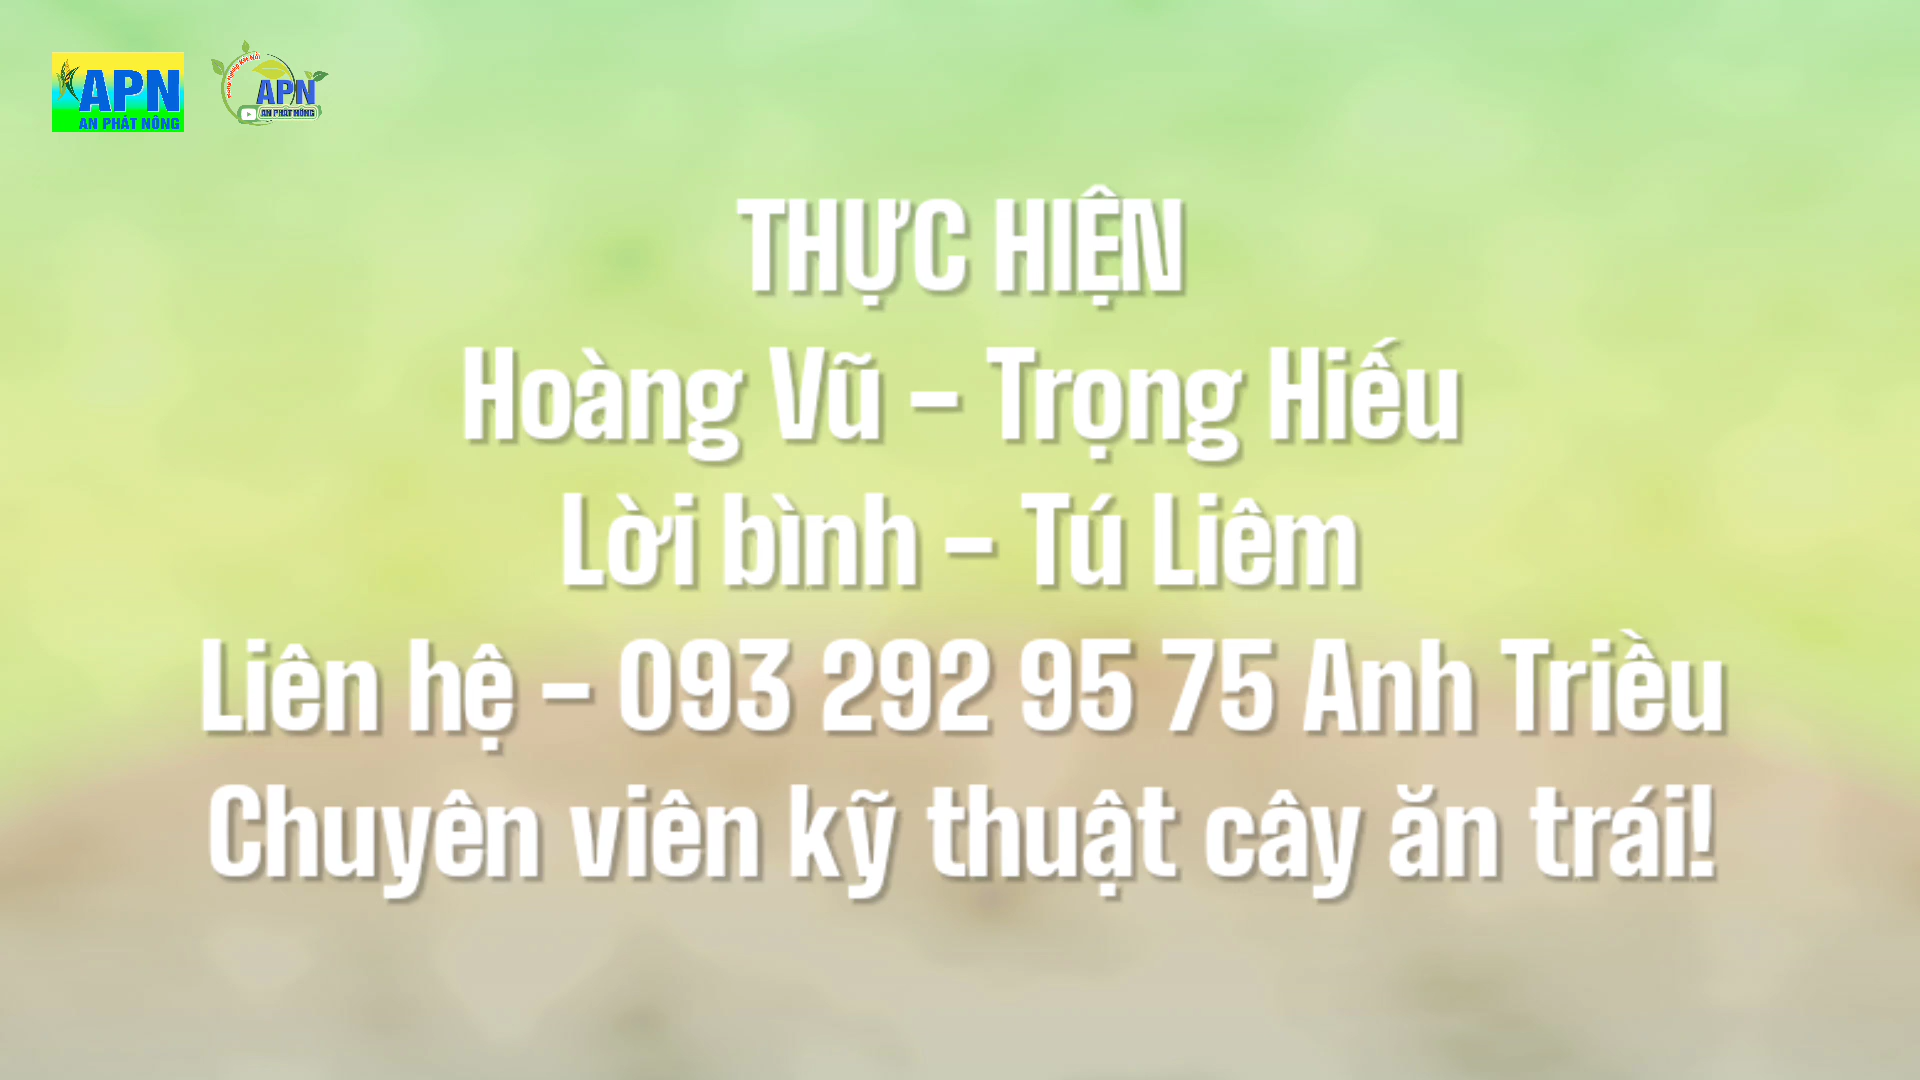 APN
AN PHÁT NÔNG
APN
AN PHÁT NÔNG
THỰC HIỆN
Hoàng Vũ - Trọng Hiếu
Lời bình - Tú Liêm
Liên hệ - 093 292 95 75 Anh Triều
Chuyên viên kỹ thuật cây ăn trái!